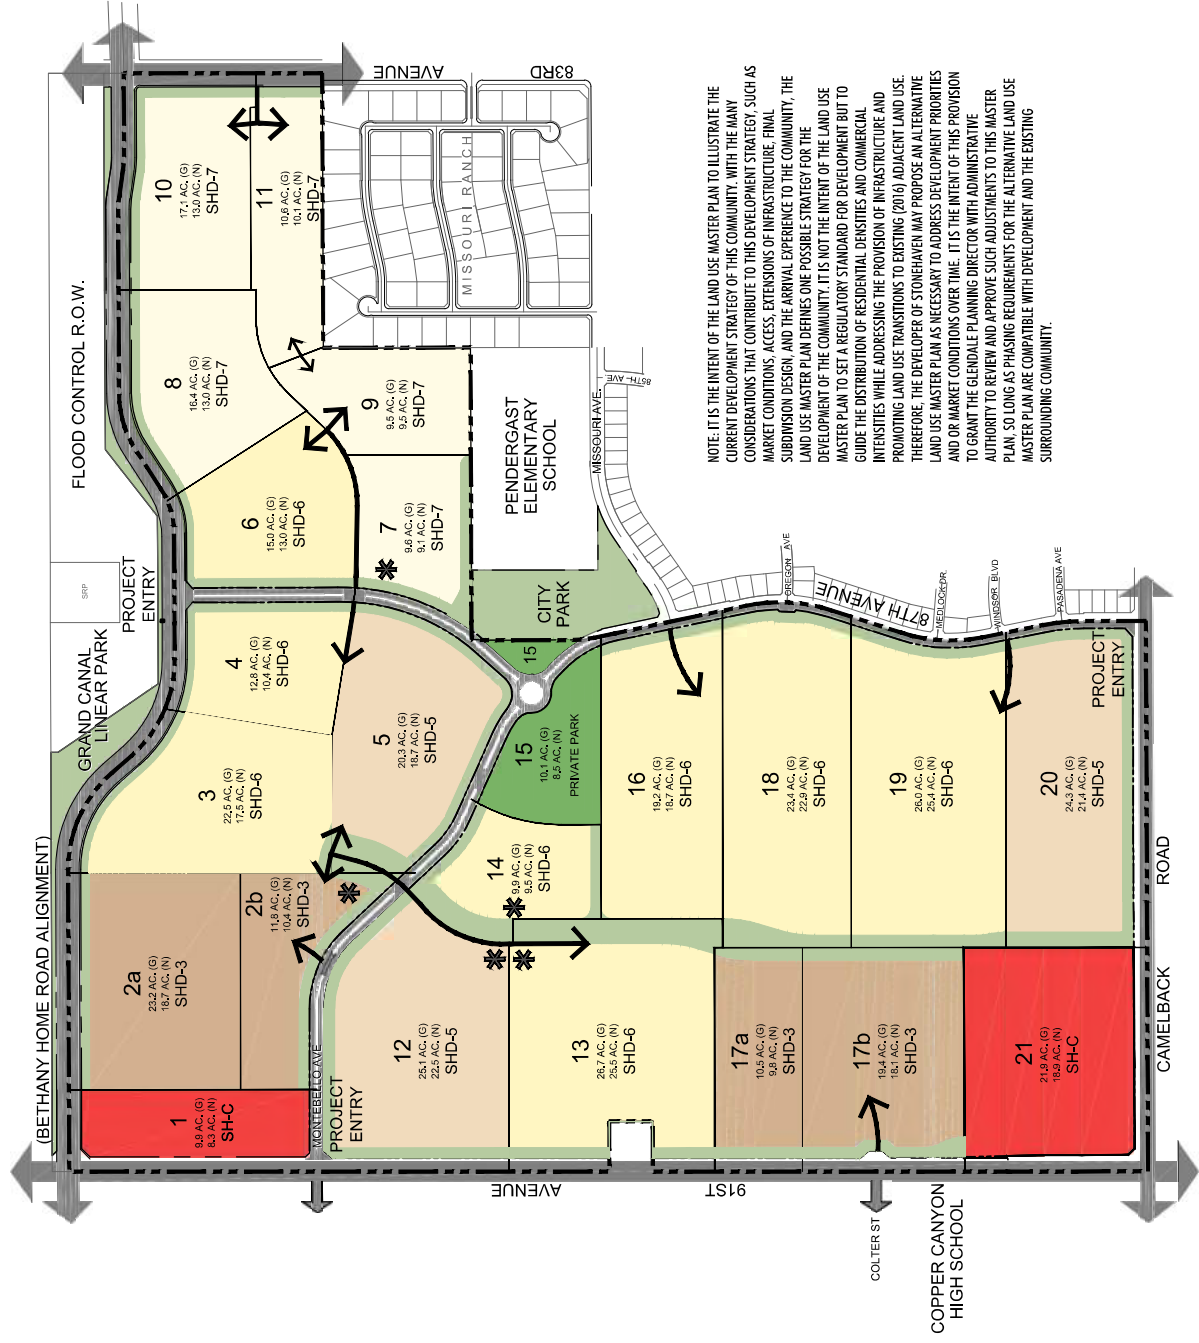 (BETHANY HOME ROAD ALIGNMENT)
GRAND CANAL
LINEAR PARK
PROJECT
ENTRY
SRP
FLOOD CONTROL R.O.W.
1
9.9 AC. (G)
8.3 AC. (N)
SH-C
2a
23.2 AC. (G)
18.7 AC. (N)
SHD-3
2b
11.8 AC. (G)
10.4 AC. (N)
SHD-3
3
22.5 AC. (G)
17.5 AC. (N)
SHD-6
4
12.8 AC. (G)
10.4 AC. (N)
SHD-6
5
20.3 AC. (G)
18.7 AC. (N)
SHD-5
6
15.0 AC. (G)
13.0 AC. (N)
SHD-6
7
9.6 AC. (G)
9.1 AC. (N)
SHD-7
8
16.4 AC. (G)
13.0 AC. (N)
SHD-7
9
9.5 AC. (G)
9.5 AC. (N)
SHD-7
10
17.1 AC. (G)
13.0 AC. (N)
SHD-7
11
10.6 AC. (G)
10.1 AC. (N)
SHD-7
83RD
AVENUE
MISSOURI RANCH
MONTEBELLO AVE
PROJECT
ENTRY
12
25.1 AC. (G)
22.5 AC. (N)
SHD-5
13
26.7 AC. (G)
25.5 AC. (N)
SHD-6
14
9.9 AC. (G)
9.5 AC. (N)
SHD-6
15
10.1 AC. (G)
8.5 AC. (N)
PRIVATE PARK
15
CITY
PARK
PENDERGAST
ELEMENTARY
SCHOOL
MISSOURI AVE.
85TH AVE.
16
19.2 AC. (G)
18.7 AC. (N)
SHD-6
17a
10.5 AC. (G)
9.8 AC. (N)
SHD-3
17b
19.4 AC. (G)
18.1 AC. (N)
SHD-3
18
23.4 AC. (G)
22.9 AC. (N)
SHD-6
19
26.0 AC. (G)
25.4 AC. (N)
SHD-6
20
24.3 AC. (G)
21.4 AC. (N)
SHD-5
21
21.9 AC. (G)
18.9 AC. (N)
SH-C
OREGON AVE
87TH AVENUE
MEDLOCK DR.
WINDSOR BLVD
PASADENA AVE
PROJECT
ENTRY
91ST
AVENUE
COLTER ST
COPPER CANYON
HIGH SCHOOL
CAMELBACK
ROAD
NOTE: IT IS THE INTENT OF THE LAND USE MASTER PLAN TO ILLUSTRATE THE
CURRENT DEVELOPMENT STRATEGY OF THIS COMMUNITY. WITH THE MANY
CONSIDERATIONS THAT CONTRIBUTE TO THIS DEVELOPMENT STRATEGY, SUCH AS
MARKET CONDITIONS, ACCESS, EXTENSIONS OF INFRASTRUCTURE, FINAL
SUBDIVISION DESIGN, AND THE ARRIVAL EXPERIENCE TO THE COMMUNITY, THE
LAND USE MASTER PLAN DEFINES ONE POSSIBLE STRATEGY FOR THE
DEVELOPMENT OF THE COMMUNITY. IT IS NOT THE INTENT OF THE LAND USE
MASTER PLAN TO SET A REGULATORY STANDARD FOR DEVELOPMENT BUT TO
GUIDE THE DISTRIBUTION OF RESIDENTIAL DENSITIES AND COMMERCIAL
INTENSITIES WHILE ADDRESSING THE PROVISION OF INFRASTRUCTURE AND
PROMOTING LAND USE TRANSITIONS TO EXISTING (2016) ADJACENT LAND USE.
THEREFORE, THE DEVELOPER OF STONEHAVEN MAY PROPOSE AN ALTERNATIVE
LAND USE MASTER PLAN AS NECESSARY TO ADDRESS DEVELOPMENT PRIORITIES
AND OR MARKET CONDITIONS OVER TIME. IT IS THE INTENT OF THIS PROVISION
TO GRANT THE GLENDALE PLANNING DIRECTOR WITH ADMINISTRATIVE
AUTHORITY TO REVIEW AND APPROVE SUCH ADJUSTMENTS TO THIS MASTER
PLAN, SO LONG AS PHASING REQUIREMENTS FOR THE ALTERNATIVE LAND USE
MASTER PLAN ARE COMPATIBLE WITH DEVELOPMENT AND THE EXISTING
SURROUNDING COMMUNITY.